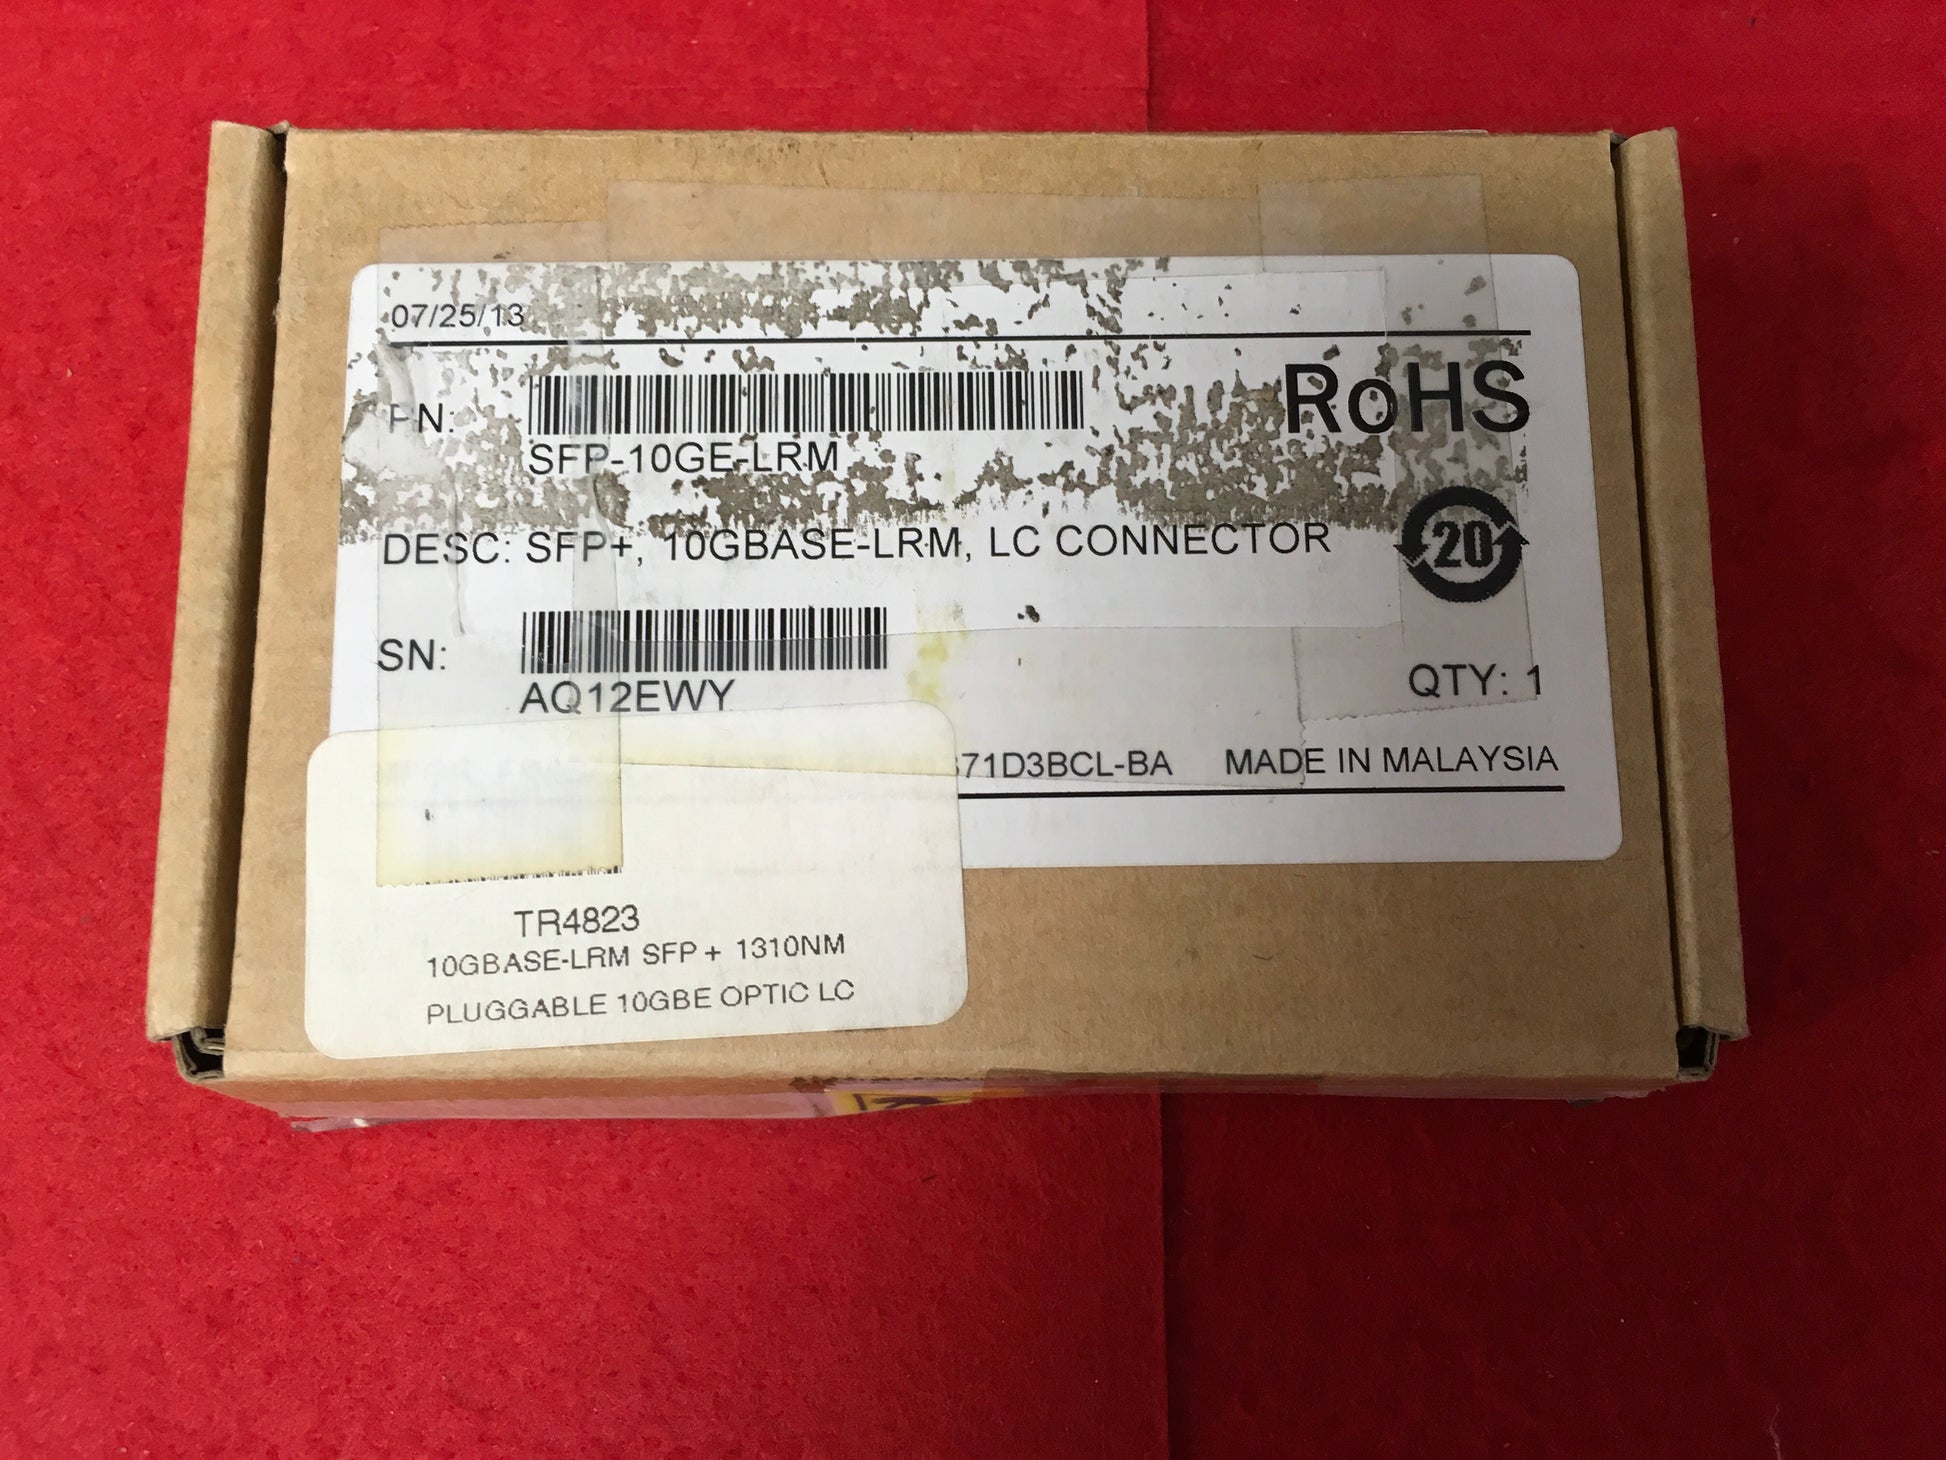 07/25/13
PN:
SFP-10GE-LRM
RoHS
DESC: SFP+, 10GBASE-LRM, LC CONNECTOR
20
SN:
AQ12EWY
QTY: 1
71D3BCL-BA MADE IN MALAYSIA
TR4823
10GBASE-LRM SFP+ 1310NM
PLUGGABLE 10GBE OPTIC LC